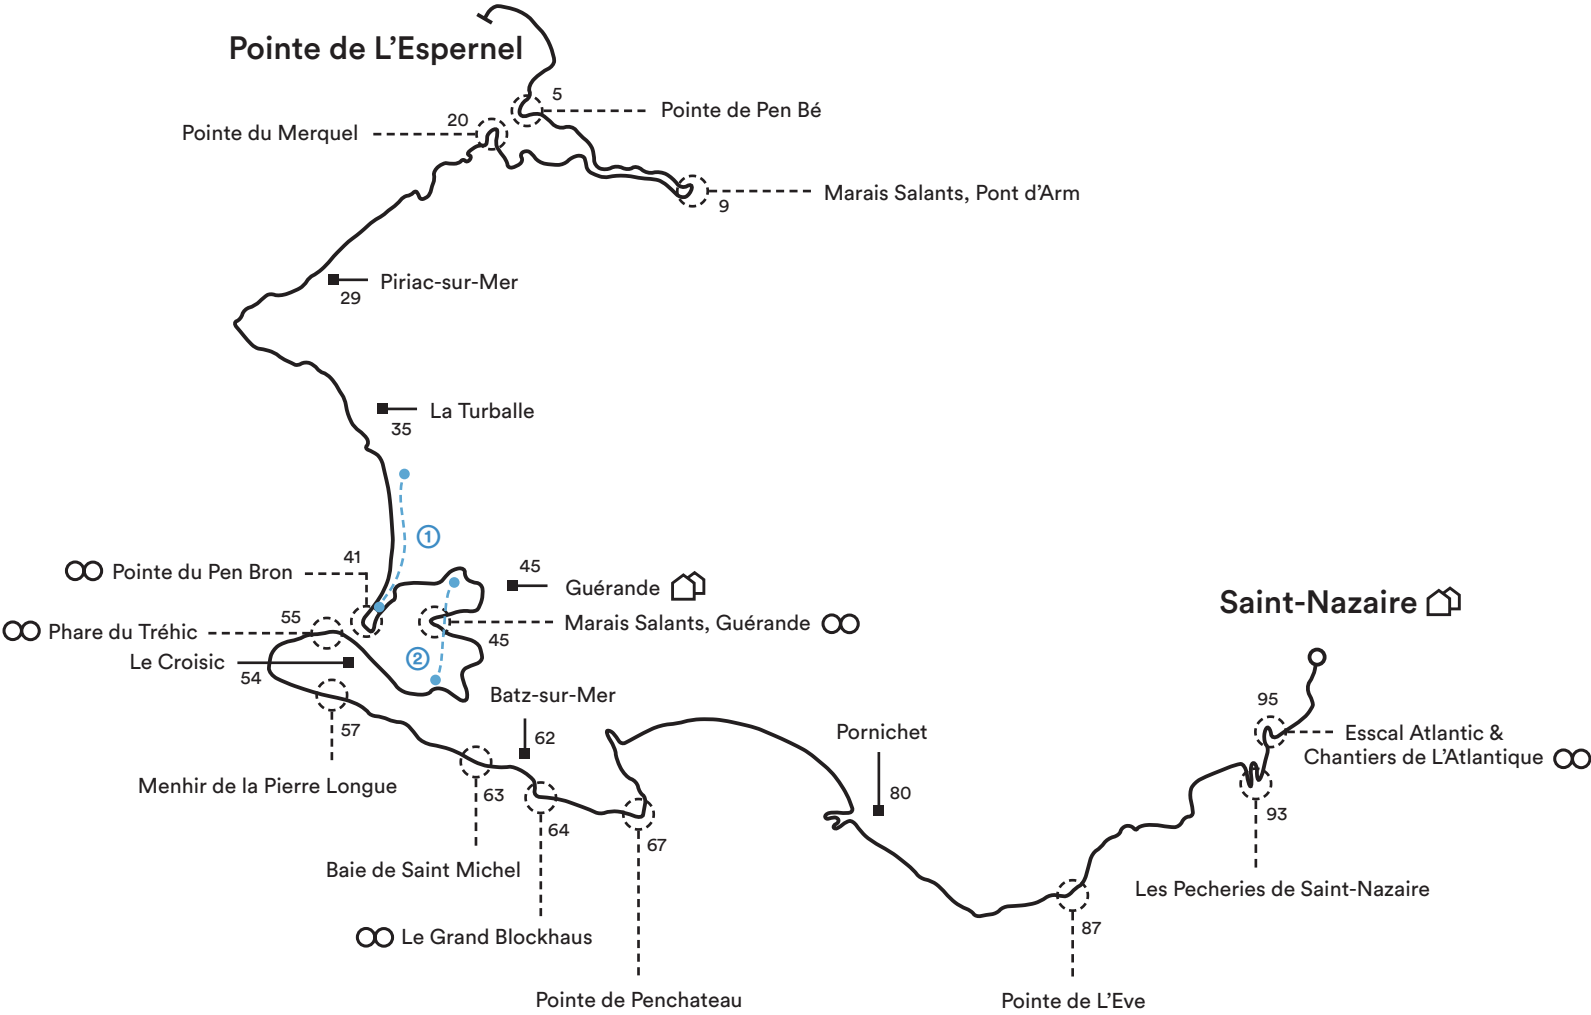 Pointe de L'Espernel
5
Pointe de Pen Bé
20
Pointe du Merquel
Marais Salants, Pont d'Arm
9
Piriac-sur-Mer
29
La Turballe
35
1
41
Pointe du Pen Bron
45
Guérande
Saint-Nazaire
55
Phare du Tréhic
Marais Salants, Guérande
45
Le Croisic
54
2
Batz-sur-Mer
62
57
Menhir de la Pierre Longue
63
64
67
Baie de Saint Michel
Le Grand Blockhaus
Pointe de Penchateau
Pornichet
80
95
Esscal Atlantic &
Chantiers de L'Atlantique
93
Les Pecheries de Saint-Nazaire
87
Pointe de L'Eve